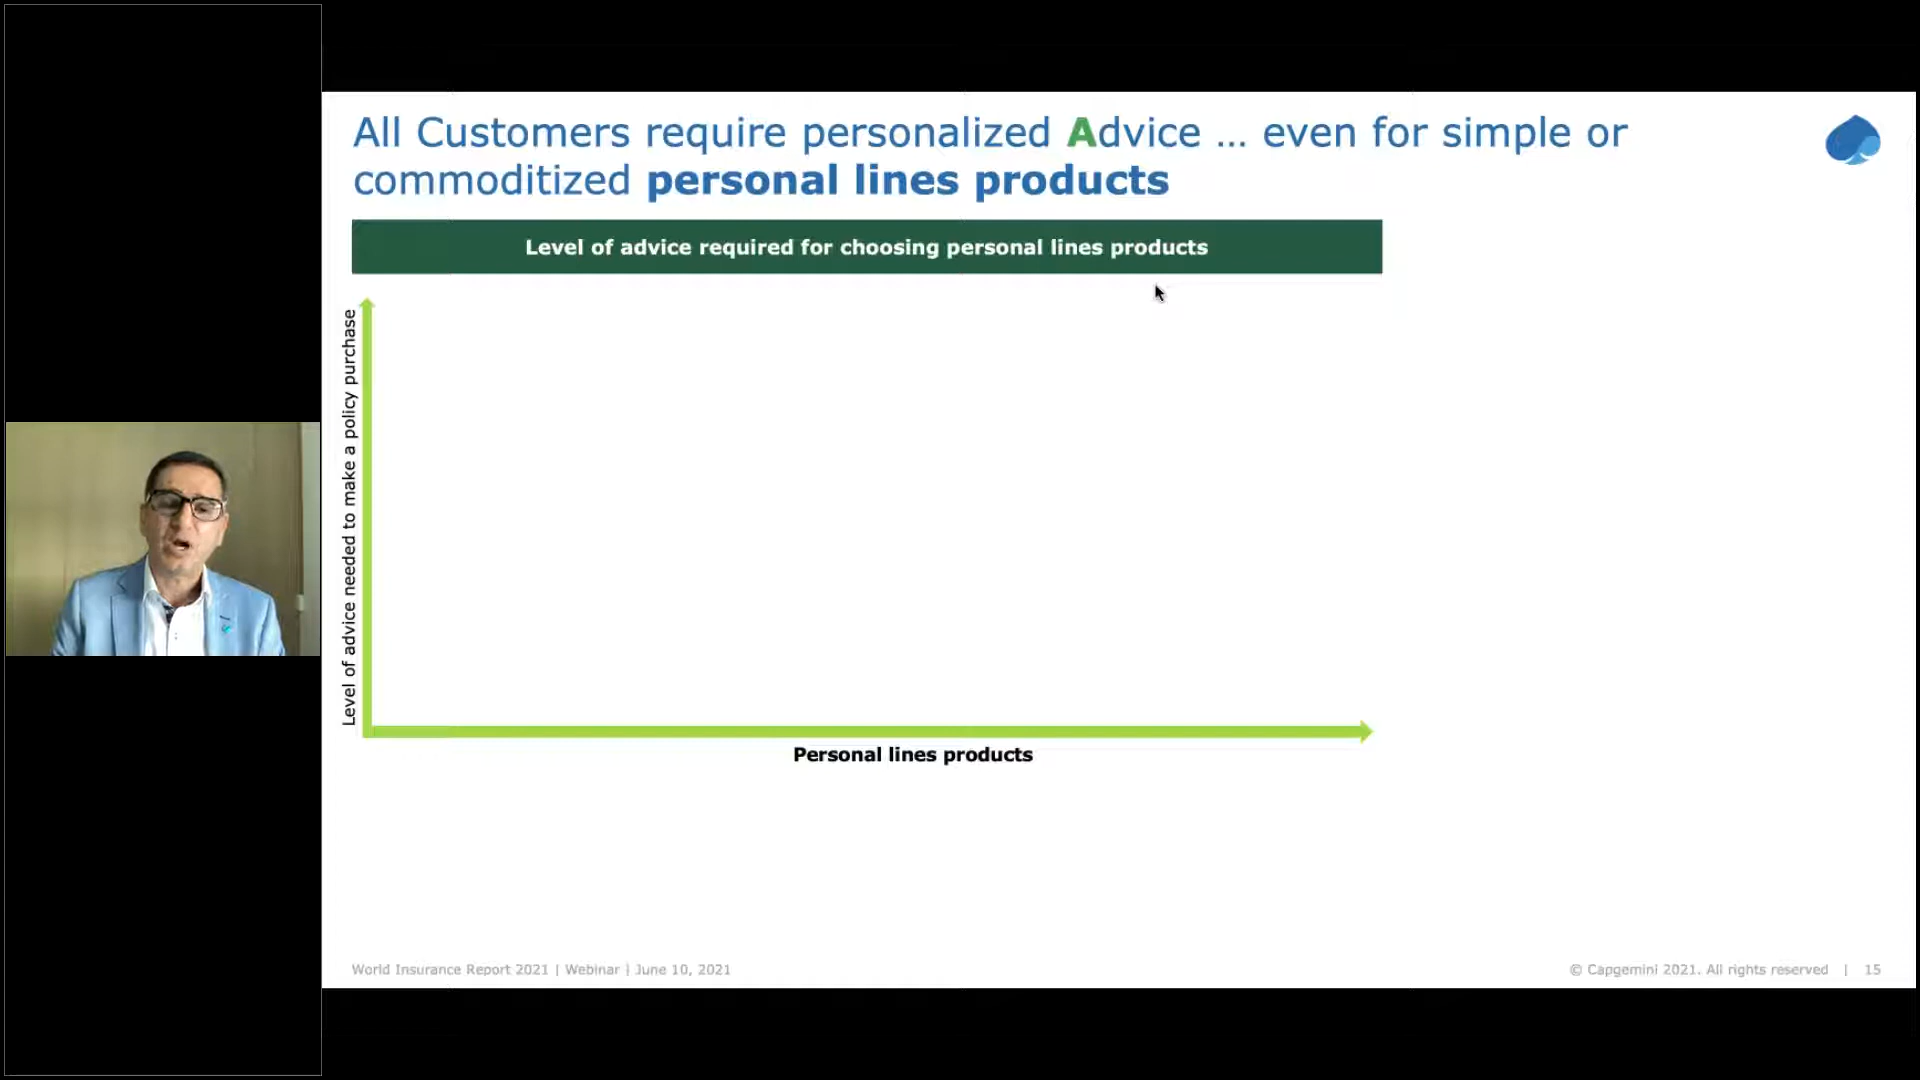 All Customers require personalized Advice ... even for simple or
commoditized personal lines products
Level of advice required for choosing personal lines products
Level of advice needed to make a policy purchase
Personal lines products
World Insurance Report 2021 | Webinar | June 10, 2021
© Capgemini 2021. All rights reserved | 15